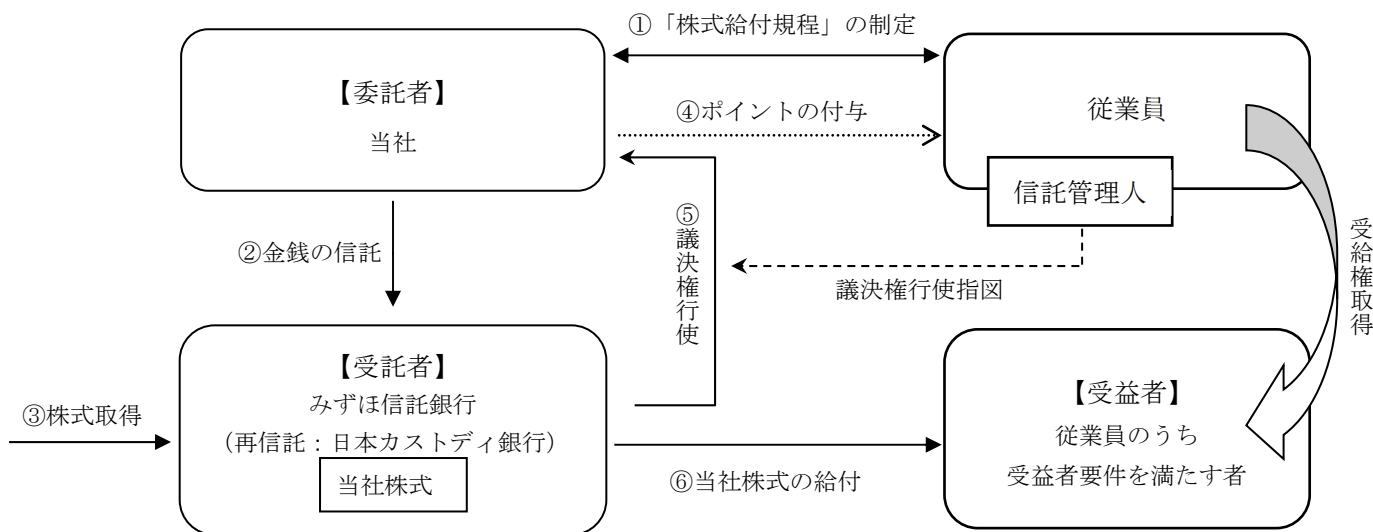 ①「株式給付規程」の制定
【委託者】
当社
④ポイントの付与
従業員
信託管理人
②金銭の信託
⑤議決権行使
議決権行使指図
受給権取得
【受託者】
みずほ信託銀行
(再信託：日本カストディ銀行)
当社株式
③株式取得
⑥当社株式の給付
【受益者】
従業員のうち
受益者要件を満たす者